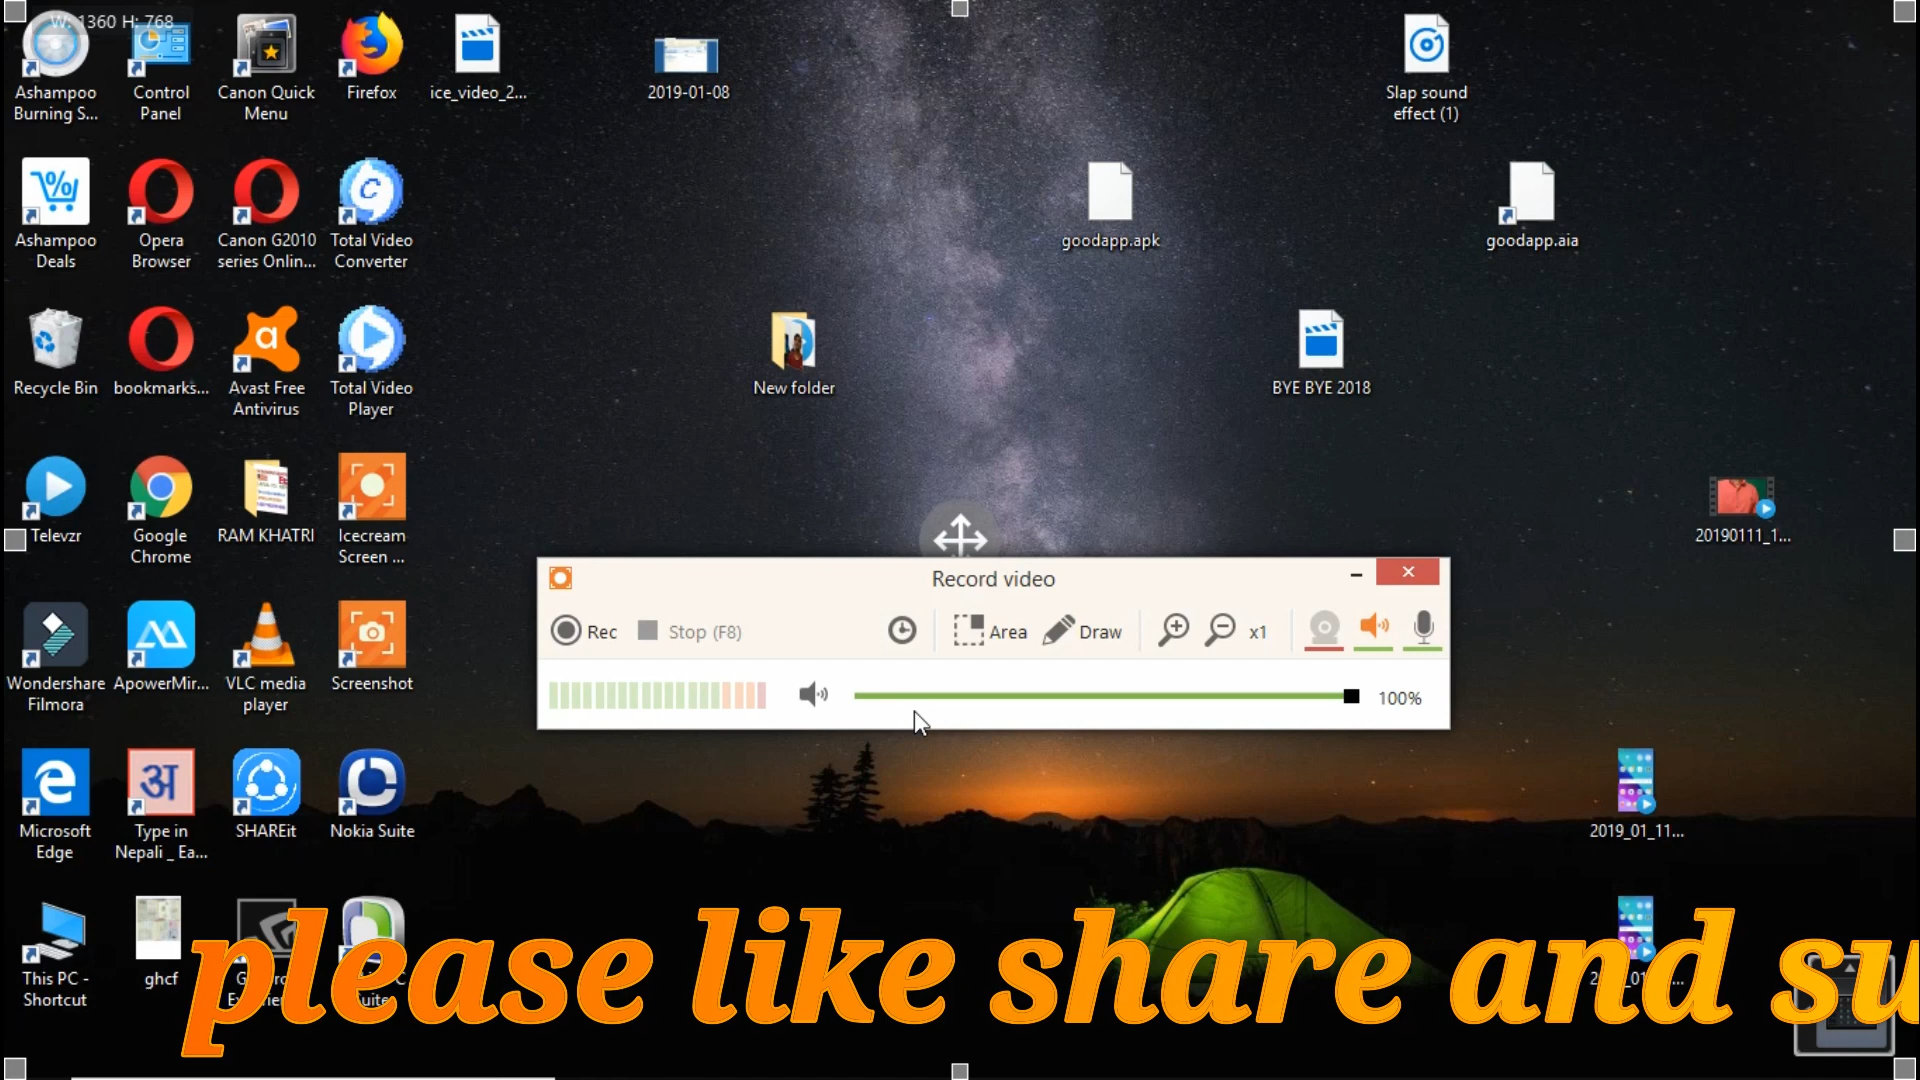 W: 1360 H: 768
Ashampoo
Burning S...
Control
Panel
Canon Quick
Menu
Firefox
ice_video_2...
2019-01-08
Slap sound
effect (1)
Ashampoo
Deals
Opera
Browser
Canon G2010
series Onlin...
Total Video
Converter
goodapp.apk
goodapp.aia
Recycle Bin
bookmarks...
Avast Free
Antivirus
Total Video
Player
New folder
BYE BYE 2018
Televzr
Google
Chrome
RAM KHATRI
Icecream
Screen ...
20190111_1...
Record video
Rec
Stop (F8)
Area
Draw
x1
100%
Wondershare
Filmora
ApowerMir...
VLC media
player
Screenshot
Microsoft
Edge
Type in
Nepali _ Ea...
SHAREit
Nokia Suite
2019_01_11...
This PC -
Shortcut
ghcf
please like share and su